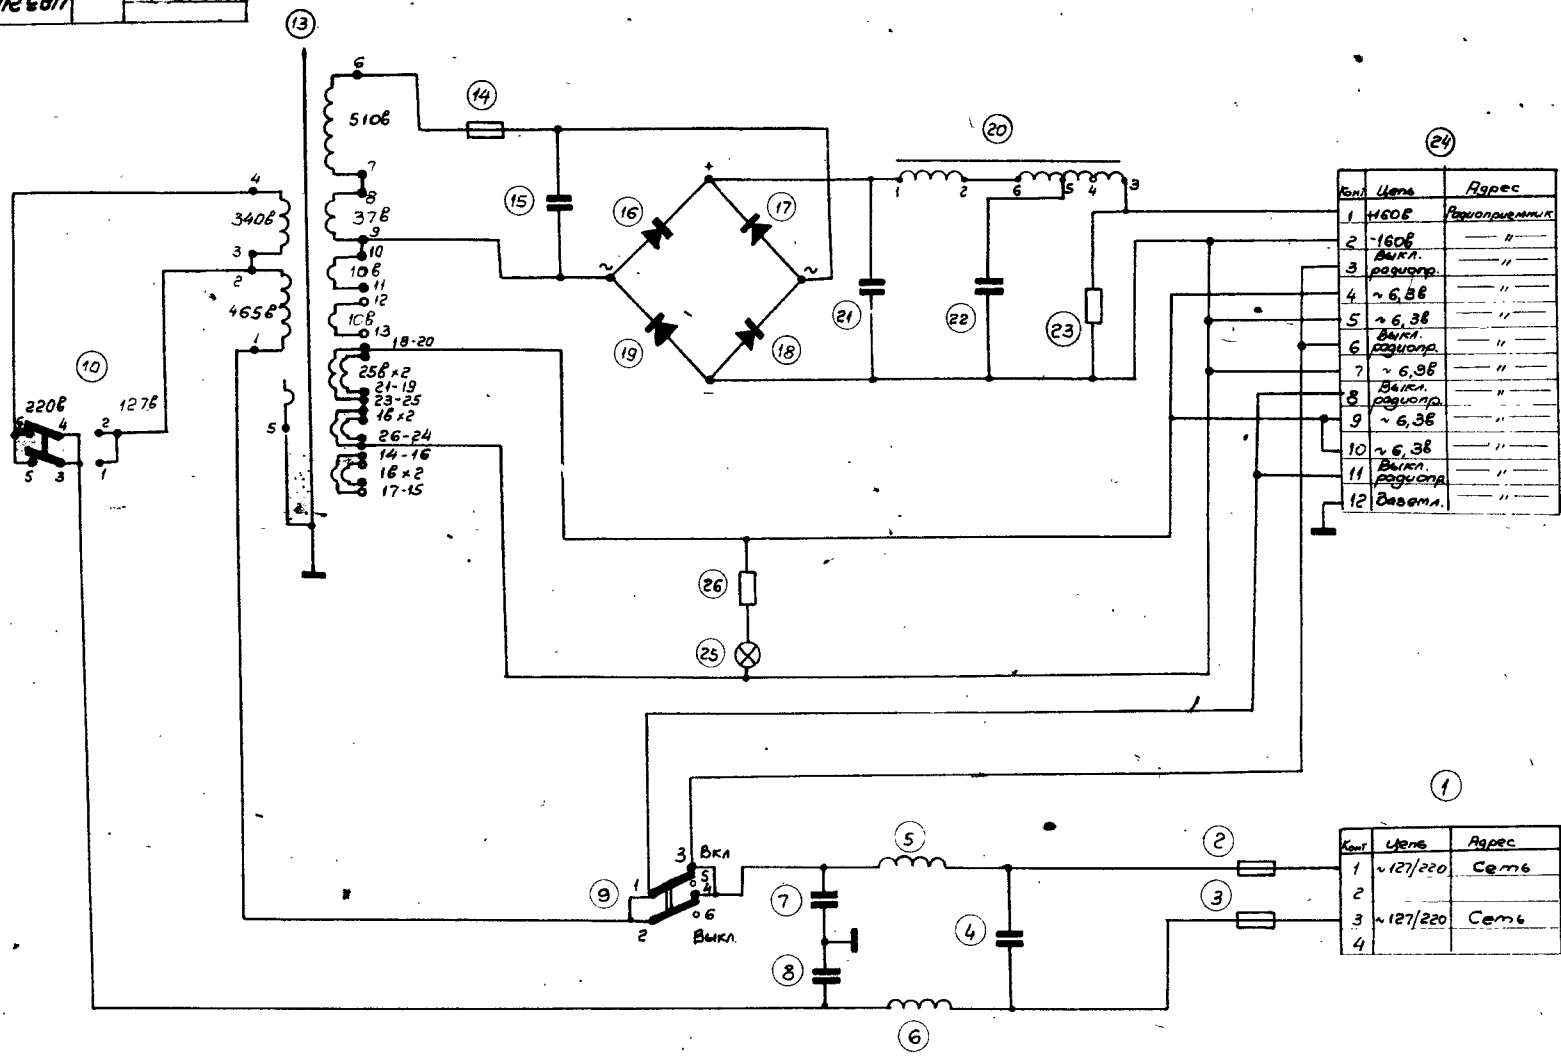 13
6
510в
14
7
8
37в
9
10
10в
11
12
10в
13
18-20
25в×2
21-19
23-25
1в×2
26-24
14-16
1в×2
17-15
4
340в
3
2
465в
1
5
10
220в
127в
6
4
2
5
3
1
15
16
17
+
~
~
19
18
20
1
2
6
5
4
3
21
22
23
24
Конт Цепь Адрес
1 +160в Радиоприемник
2 -160в — " —
3 Выкл. радиопр. — " —
4 ~ 6,3в — " —
5 ~ 6,3в — " —
6 Выкл. радиопр. — " —
7 ~ 6,3в — " —
8 Выкл. радиопр. — " —
9 ~ 6,3в — " —
10 ~ 6,3в — " —
11 Выкл. радиопр. — " —
12 Заземл. — " —
26
25
1
Конт Цепь Адрес
1 ~127/220 Сеть
2
3 ~127/220 Сеть
4
2
3
5
3 Вкл
5
1
4
9
6
2
Выкл.
7
8
4
6